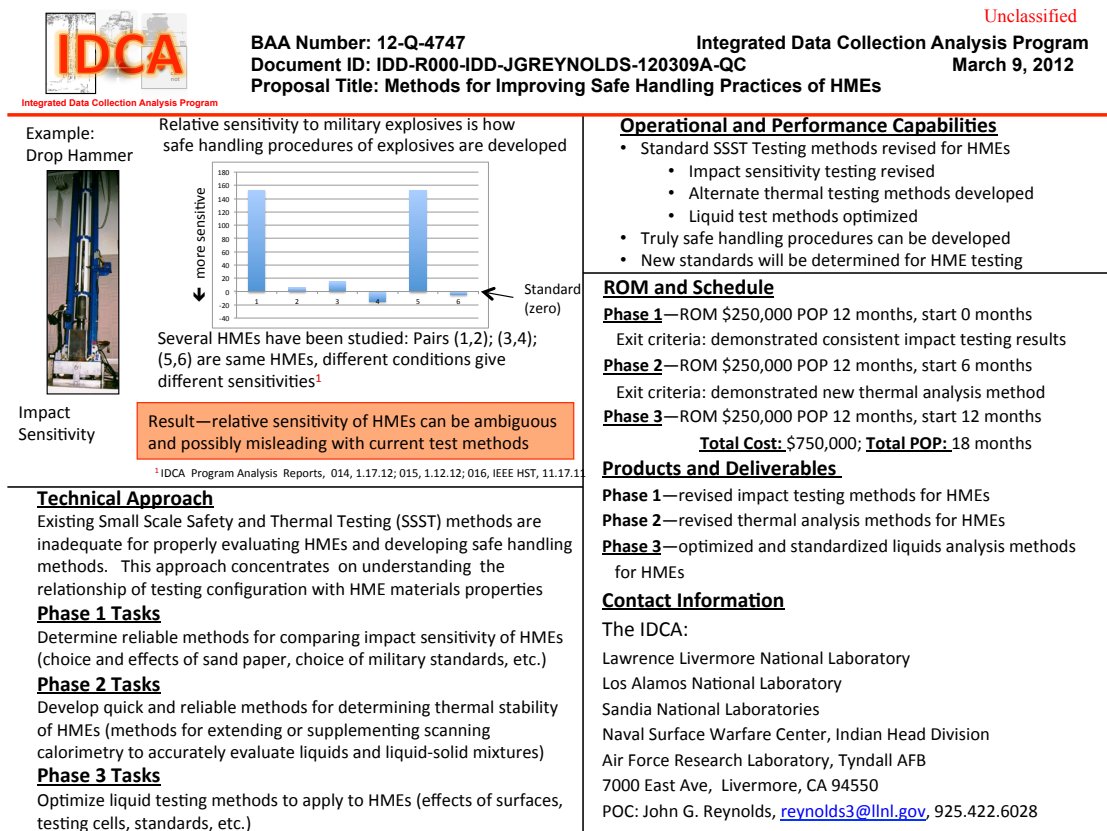 Unclassified
IDCA
Integrated Data Collection Analysis Program
BAA Number: 12-Q-4747
Integrated Data Collection Analysis Program
Document ID: IDD-R000-IDD-JGREYNOLDS-120309A-QC
March 9, 2012
Proposal Title: Methods for Improving Safe Handling Practices of HMEs
Example:
Drop Hammer
Impact
Sensitivity
Relative sensitivity to military explosives is how
safe handling procedures of explosives are developed
← more sensitive
180
160
140
120
100
80
60
40
20
0
-20
-40
1 2 3 4 5 6
Standard
(zero)
Several HMEs have been studied: Pairs (1,2); (3,4);
(5,6) are same HMEs, different conditions give
different sensitivities1
Result—relative sensitivity of HMEs can be ambiguous
and possibly misleading with current test methods
1 IDCA Program Analysis Reports, 014, 1.17.12; 015, 1.12.12; 016, IEEE HST, 11.17.11
Technical Approach
Existing Small Scale Safety and Thermal Testing (SSST) methods are
inadequate for properly evaluating HMEs and developing safe handling
methods. This approach concentrates on understanding the
relationship of testing configuration with HME materials properties
Phase 1 Tasks
Determine reliable methods for comparing impact sensitivity of HMEs
(choice and effects of sand paper, choice of military standards, etc.)
Phase 2 Tasks
Develop quick and reliable methods for determining thermal stability
of HMEs (methods for extending or supplementing scanning
calorimetry to accurately evaluate liquids and liquid-solid mixtures)
Phase 3 Tasks
Optimize liquid testing methods to apply to HMEs (effects of surfaces,
testing cells, standards, etc.)
Operational and Performance Capabilities
• Standard SSST Testing methods revised for HMEs
• Impact sensitivity testing revised
• Alternate thermal testing methods developed
• Liquid test methods optimized
• Truly safe handling procedures can be developed
• New standards will be determined for HME testing
ROM and Schedule
Phase 1—ROM $250,000 POP 12 months, start 0 months
Exit criteria: demonstrated consistent impact testing results
Phase 2—ROM $250,000 POP 12 months, start 6 months
Exit criteria: demonstrated new thermal analysis method
Phase 3—ROM $250,000 POP 12 months, start 12 months
Total Cost: $750,000; Total POP: 18 months
Products and Deliverables
Phase 1—revised impact testing methods for HMEs
Phase 2—revised thermal analysis methods for HMEs
Phase 3—optimized and standardized liquids analysis methods
for HMEs
Contact Information
The IDCA:
Lawrence Livermore National Laboratory
Los Alamos National Laboratory
Sandia National Laboratories
Naval Surface Warfare Center, Indian Head Division
Air Force Research Laboratory, Tyndall AFB
7000 East Ave, Livermore, CA 94550
POC: John G. Reynolds, reynolds3@llnl.gov, 925.422.6028